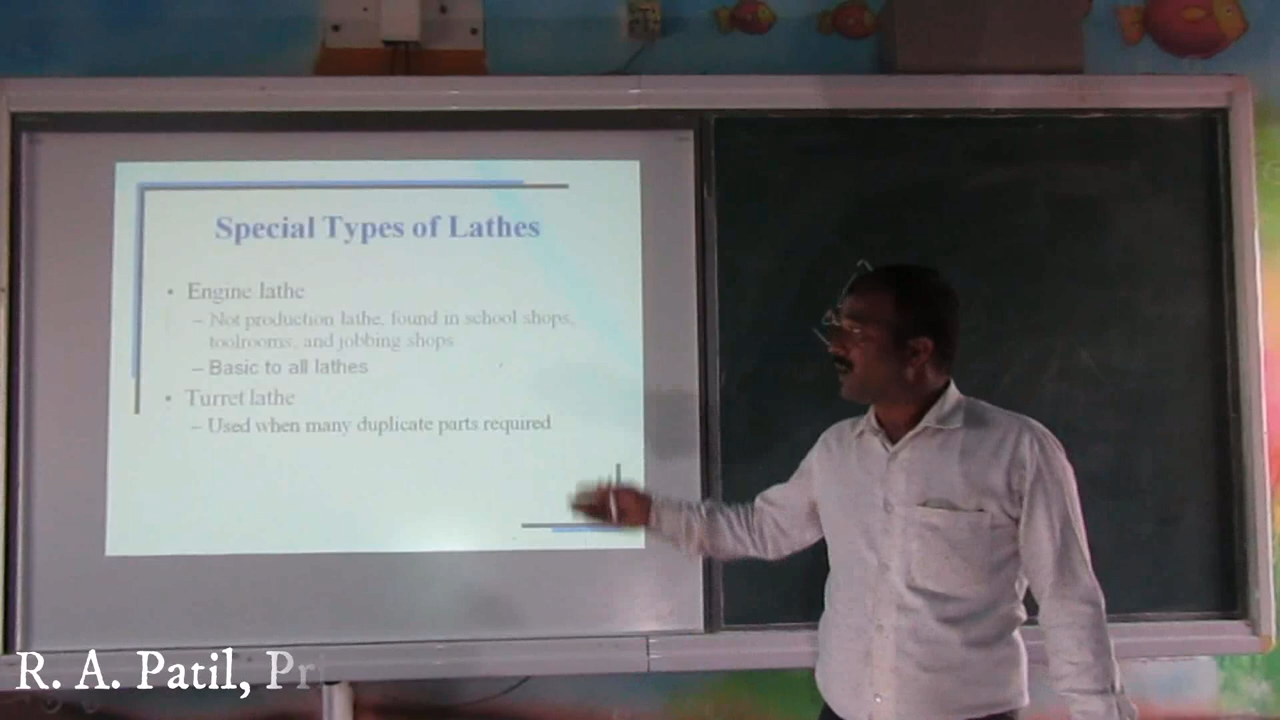 Special Types of Lathes
• Engine lathe
– Not production lathe, found in school shops,
toolrooms, and jobbing shops
– Basic to all lathes
• Turret lathe
– Used when many duplicate parts required
R. A. Patil, Pr